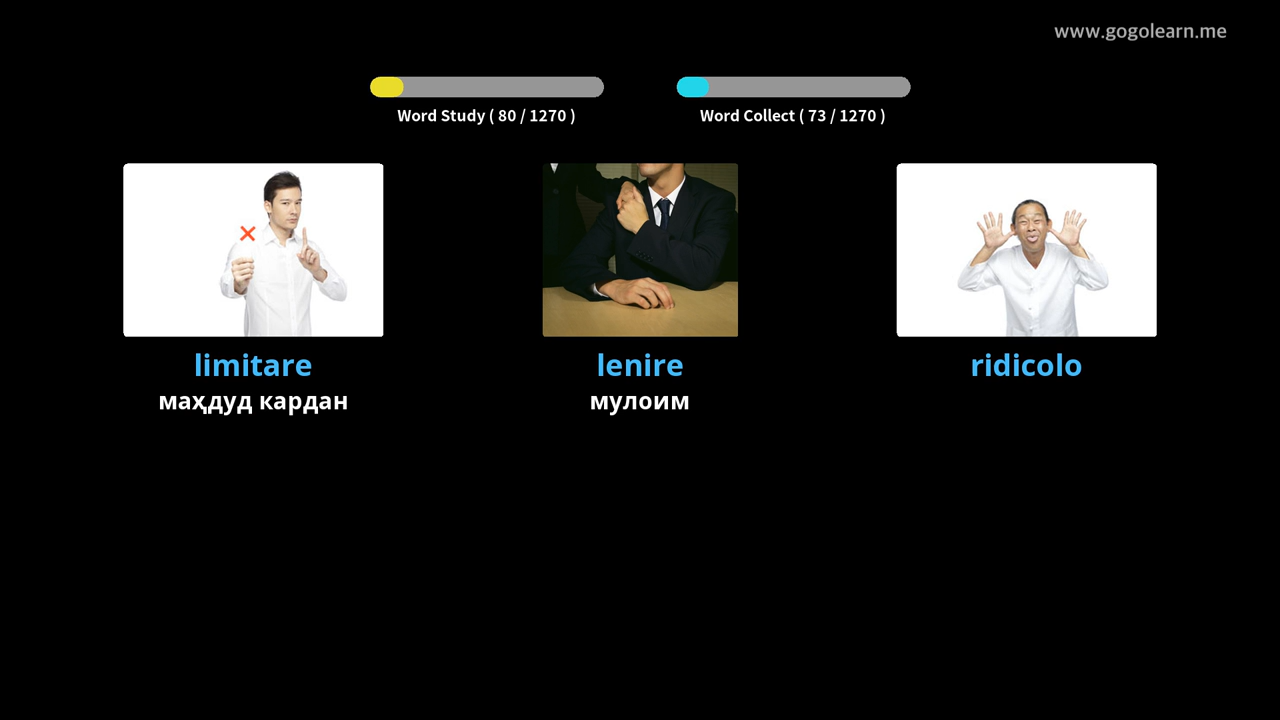 www.gogolearn.me
Word Study ( 80 / 1270 )
Word Collect ( 73 / 1270 )
limitare
lenire
ridicolo
маҳдуд кардан
мулоим